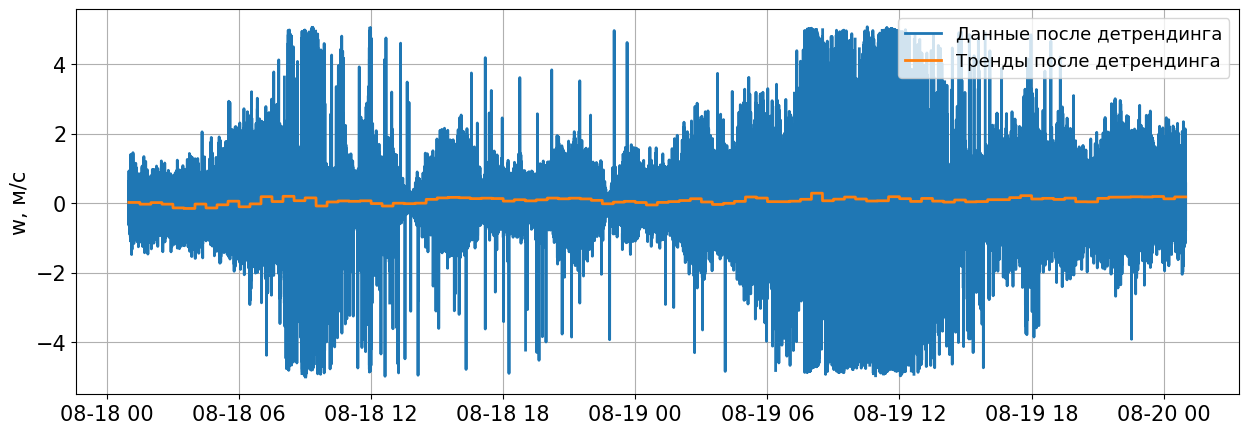 Данные после детрендинга
Тренды после детрендинга
w, м/с
4
2
0
−2
−4
08-18 00 08-18 06 08-18 12 08-18 18 08-19 00 08-19 06 08-19 12 08-19 18 08-20 00